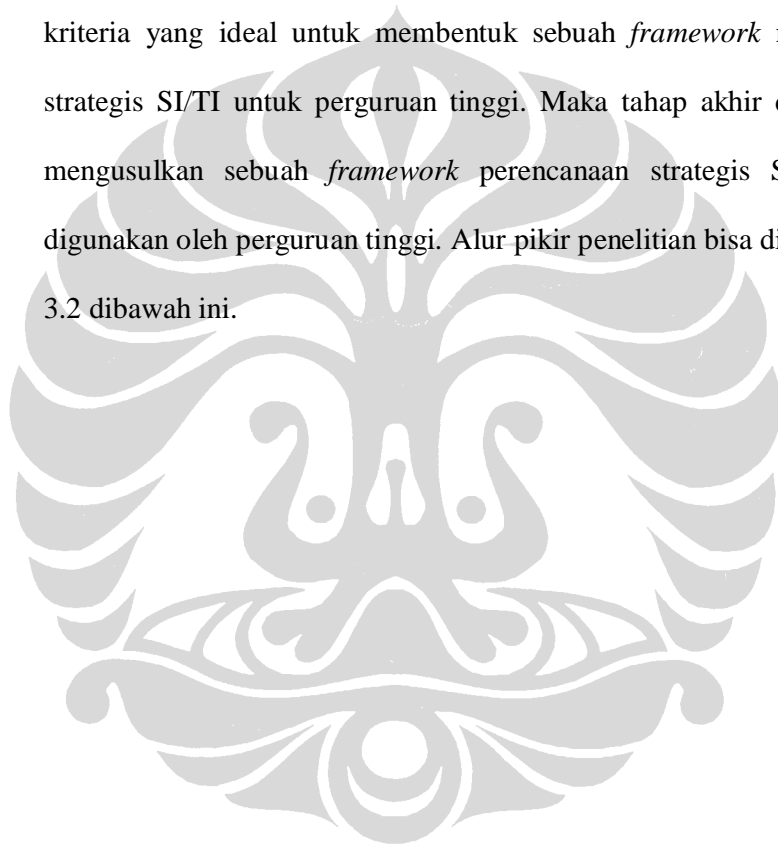 kriteria yang ideal untuk membentuk sebuah framework
strategis SI/TI untuk perguruan tinggi. Maka tahap akhir
mengusulkan sebuah framework perencanaan strategis
digunakan oleh perguruan tinggi. Alur pikir penelitian bisa
3.2 dibawah ini.